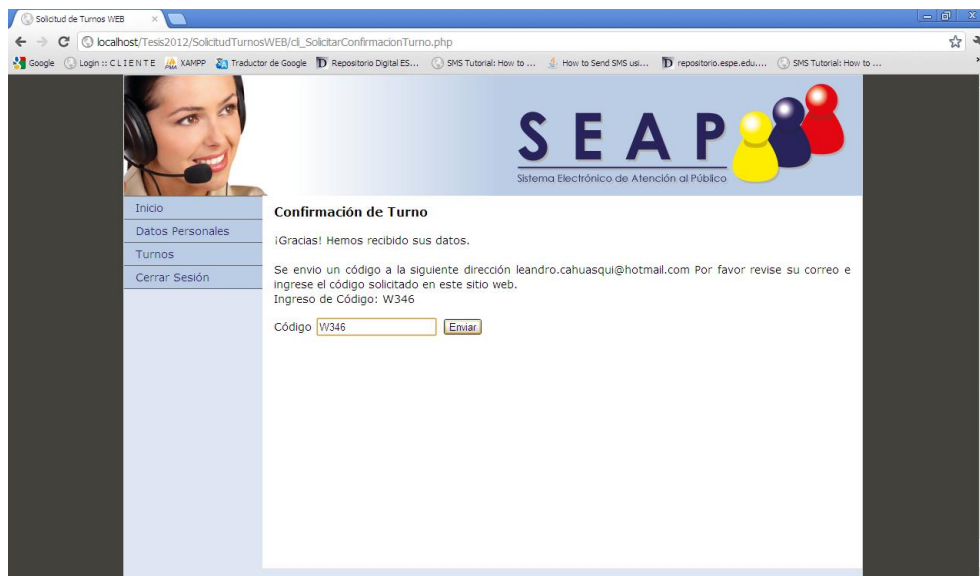 Solicitud de Turnos WEB
localhost/Tesis2012/SolicitudTurnosWEB/cli_SolicitarConfirmacionTurno.php
Google Login :: C L I E N T E XAMPP Traductor de Google Repositorio Digital ES... SMS Tutorial: How to ... How to Send SMS usi... repositorio.espe.edu.... SMS Tutorial: How to ...
SEAP
Sistema Electrónico de Atención al Público
Inicio
Datos Personales
Turnos
Cerrar Sesión
Confirmación de Turno
¡Gracias! Hemos recibido sus datos.
Se envio un código a la siguiente dirección leandro.cahuasqui@hotmail.com Por favor revise su correo e
ingrese el código solicitado en este sitio web.
Ingreso de Código: W346
Código W346 Enviar